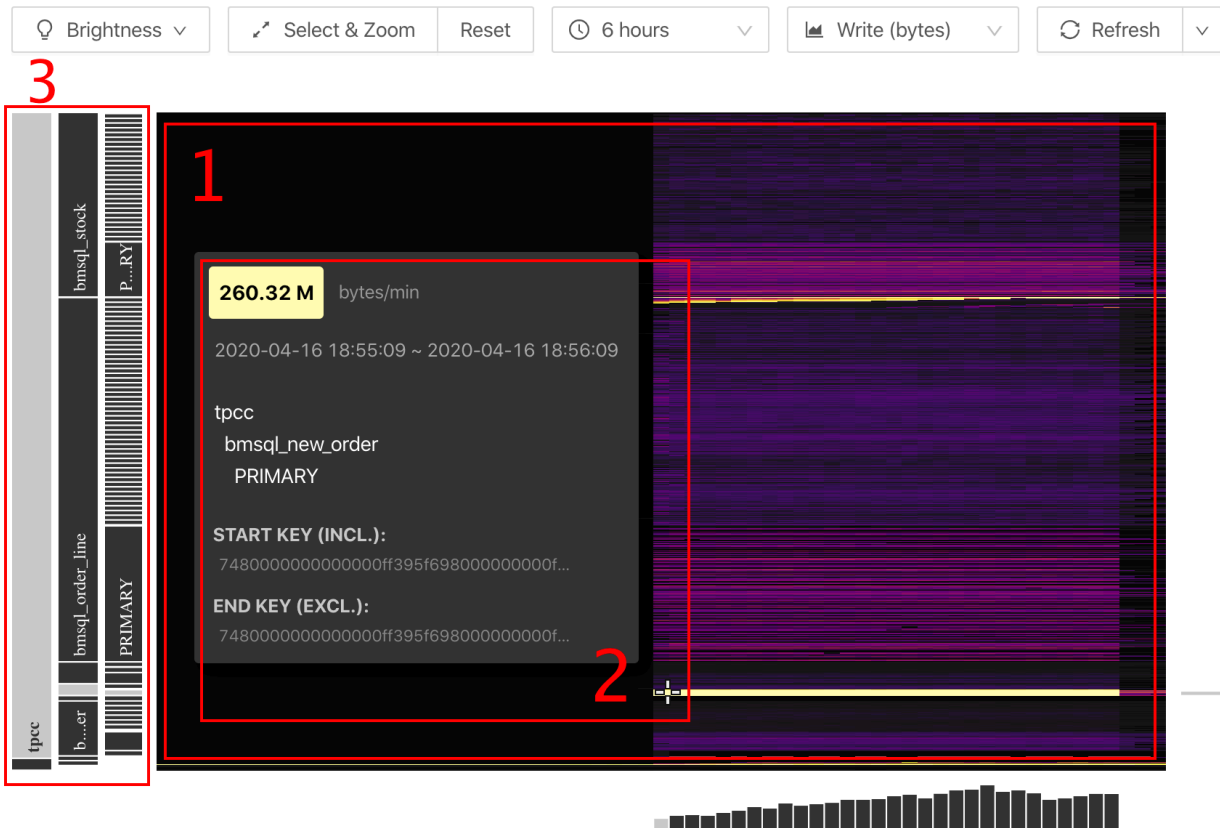 Brightness
Select & Zoom
Reset
6 hours
Write (bytes)
Refresh
3
1
bmsql_stock
P...RY
260.32 M bytes/min
2020-04-16 18:55:09 ~ 2020-04-16 18:56:09
tpcc
bmsql_new_order
PRIMARY
START KEY (INCL.):
7480000000000000ff395f698000000000f...
END KEY (EXCL.):
7480000000000000ff395f698000000000f...
bmsql_order_line
PRIMARY
2
tpcc
b....er